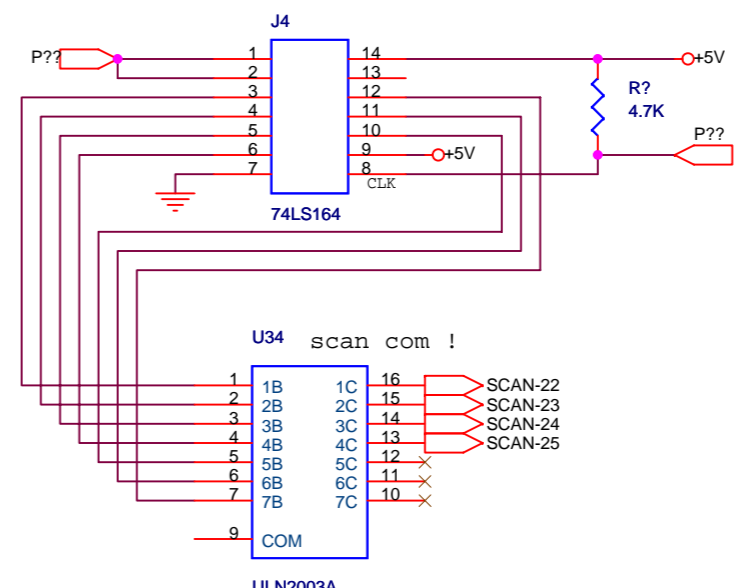 J4
P??
1
2
3
4
5
6
7
14
13
12
11
10
9
8
CLK
74LS164
+5V
R?
4.7K
P??
+5V
U34
scan com !
1 1B 1C 16 SCAN-22
2 2B 2C 15 SCAN-23
3 3B 3C 14 SCAN-24
4 4B 4C 13 SCAN-25
5 5B 5C 12
6 6B 6C 11
7 7B 7C 10
9 COM
ULN2003A